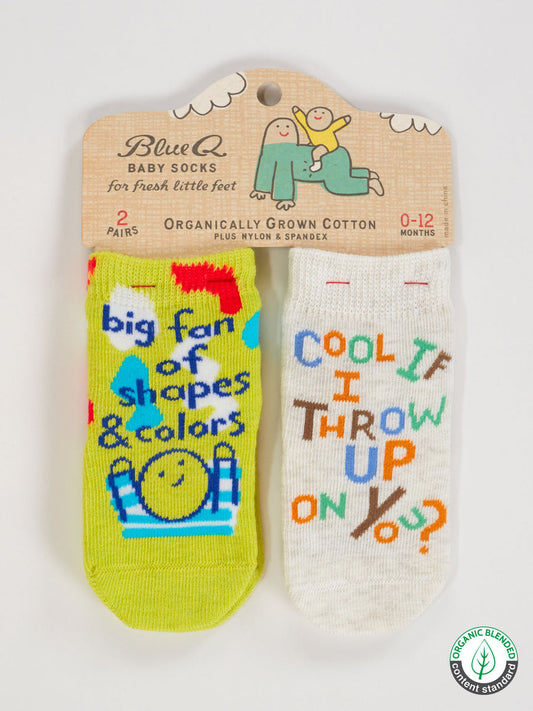 Blue Q
BABY SOCKS
for fresh little feet
2
PAIRS
ORGANICALLY GROWN COTTON
PLUS NYLON & SPANDEX
0-12
MONTHS
made in china
big fan
of
shapes
& colors
COOL IF
I
THROW
UP
ON YOU?
ORGANIC BLENDED
content standard